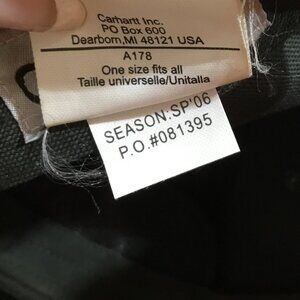 Carhartt Inc.
PO Box 600
Dearborn,MI 48121 USA
A178
One size fits all
Taille universelle/Unitalla
SEASON:SP'06
P.O.#081395